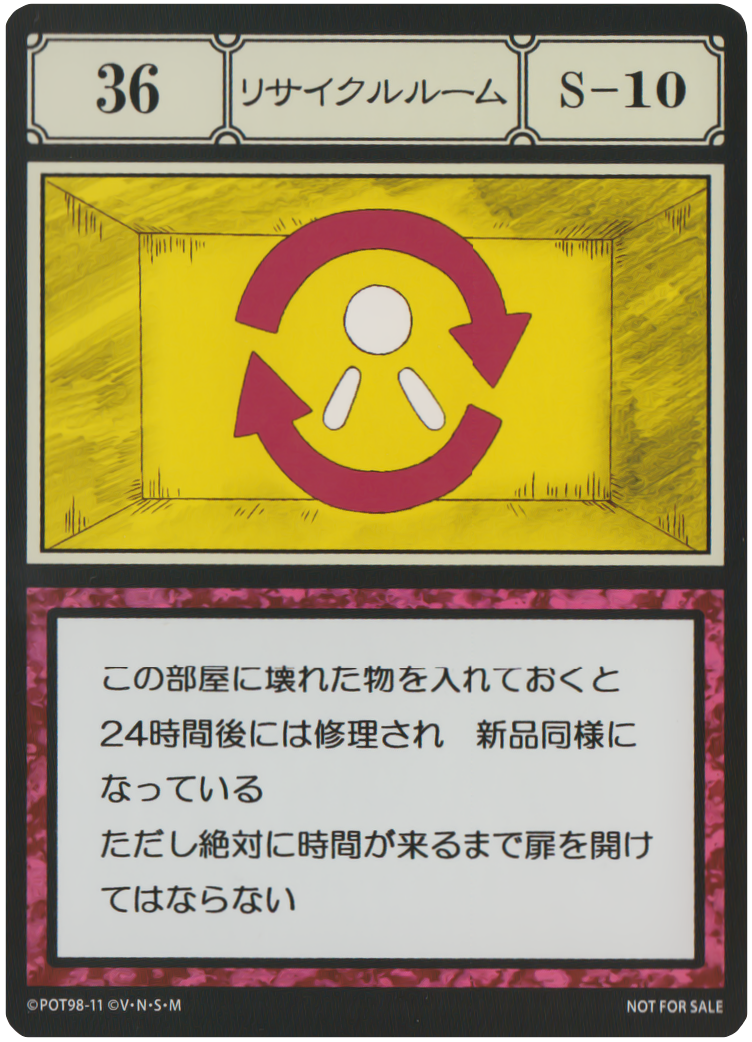 36
リサイクルルーム
S-10
この部屋に壊れた物を入れておくと
24時間後には修理され　新品同様に
なっている
ただし絶対に時間が来るまで扉を開け
てはならない
©POT98-11 ©V・N・S・M
NOT FOR SALE